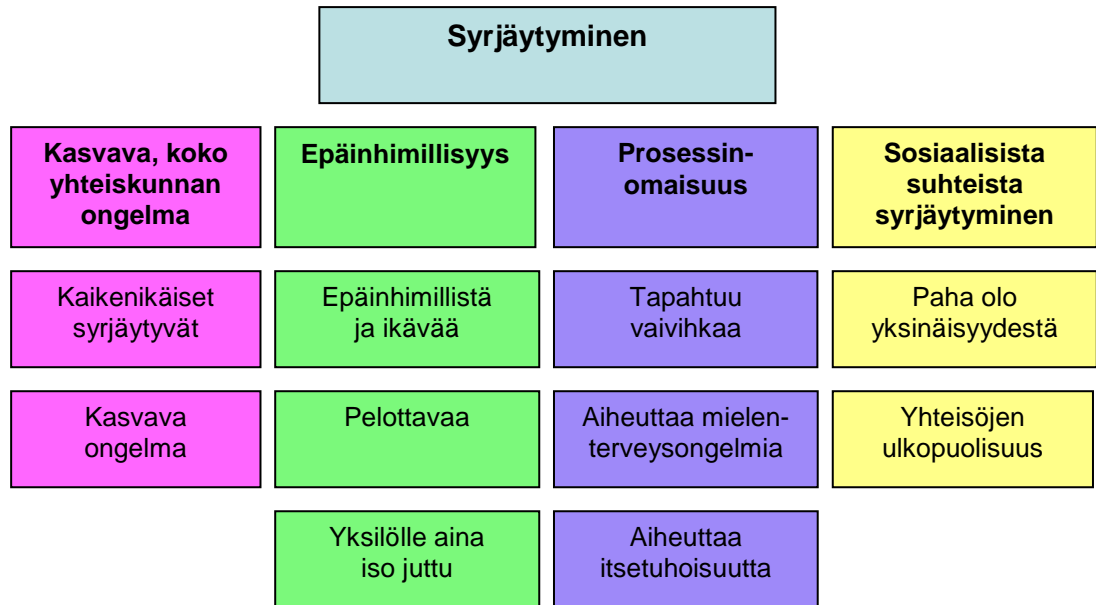 Syrjäytyminen
Kasvava, koko
yhteiskunnan
ongelma
Epäinhimillisyys
Prosessin-
omaisuus
Sosiaalisista
suhteista
syrjäytyminen
Kaikenikäiset
syrjäytyvät
Epäinhimillistä
ja ikävää
Tapahtuu
vaivihkaa
Paha olo
yksinäisyydestä
Kasvava
ongelma
Pelottavaa
Aiheuttaa mielen-
terveysongelmia
Yhteisöjen
ulkopuolisuus
Yksilölle aina
iso juttu
Aiheuttaa
itsetuhoisuutta